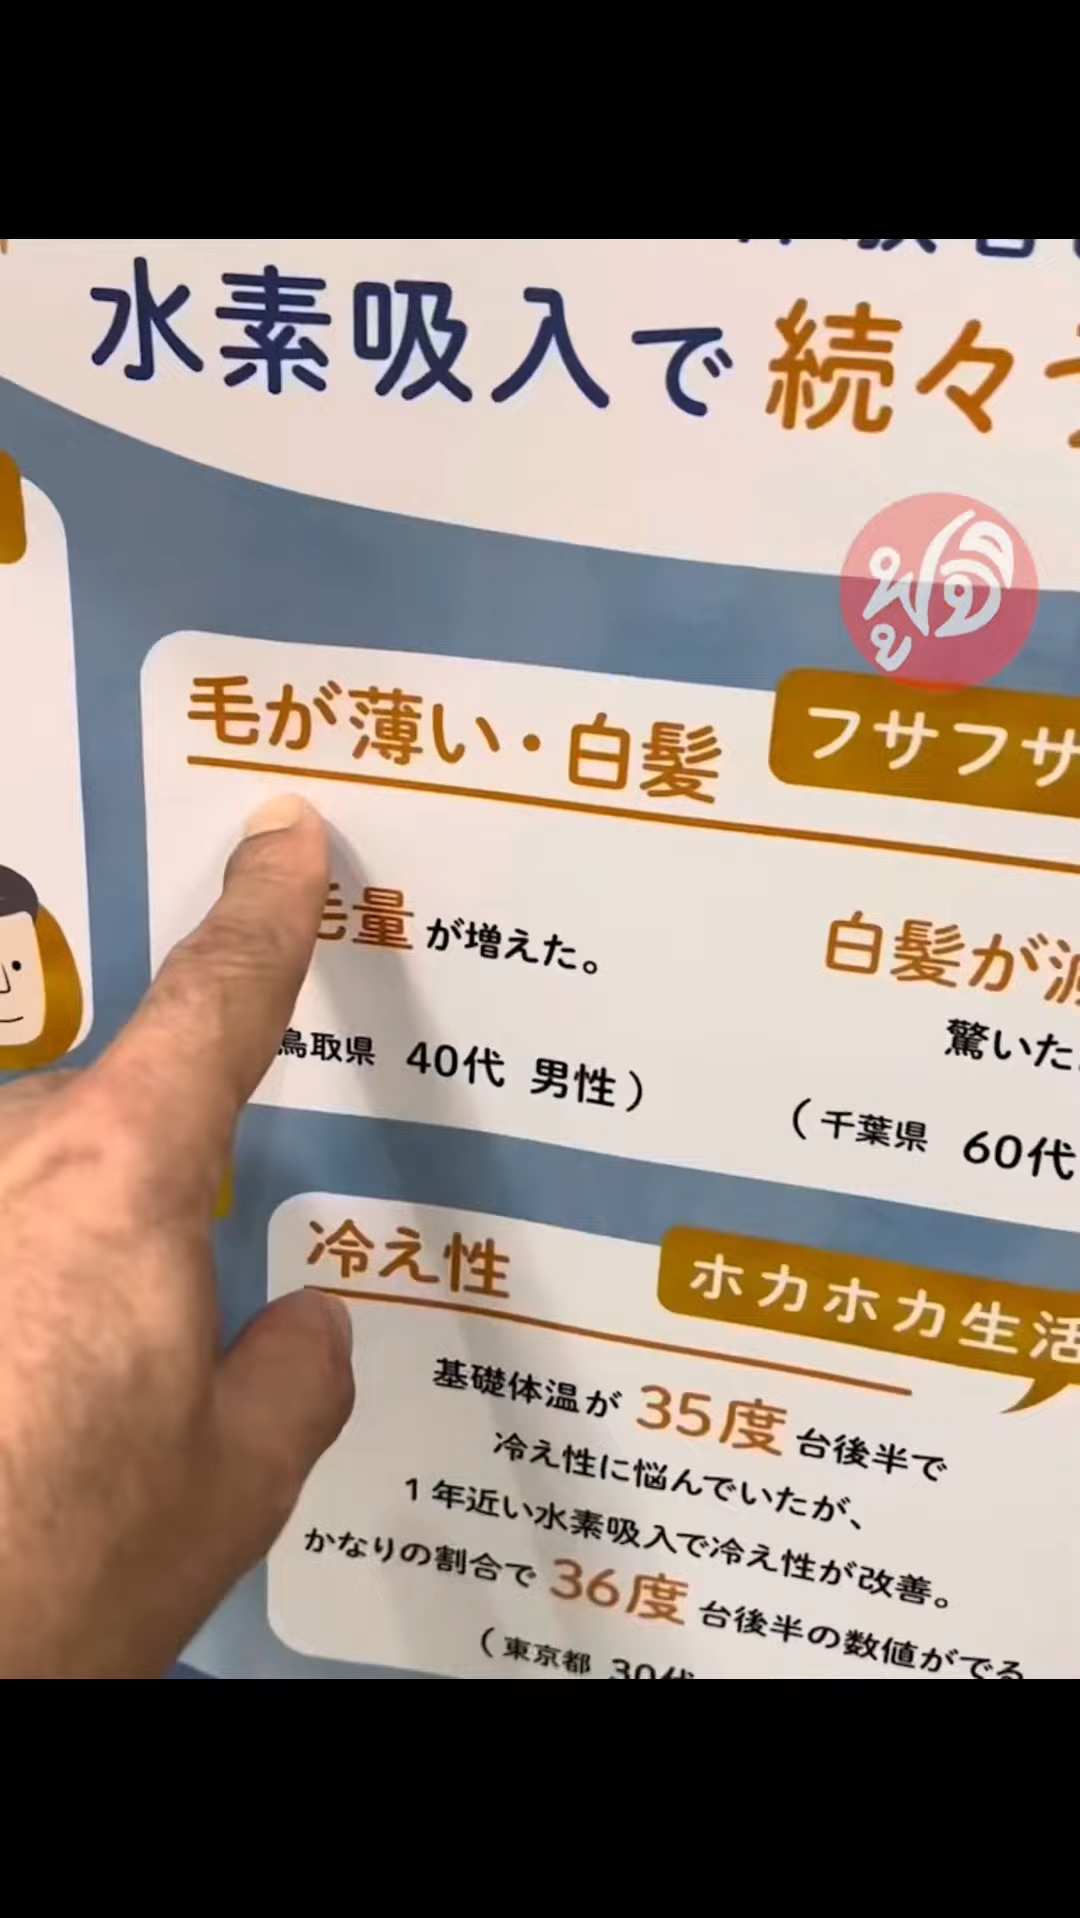 水素吸入で 続々
毛が薄い・白髪
フサフサ
毛量が増えた。
鳥取県 40代 男性）
白髪が減
驚いた
（千葉県 60代
冷え性
ホカホカ生活
基礎体温が 35度 台後半で
冷え性に悩んでいたが、
1年近い水素吸入で冷え性が改善。
かなりの割合で 36度 台後半の数値がでる
（東京都 30代